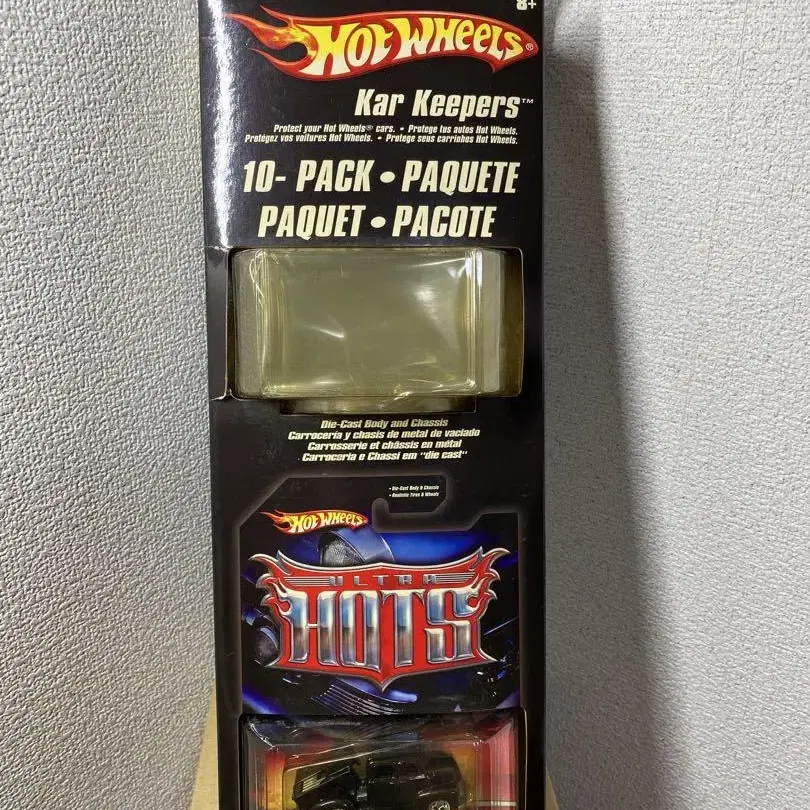 8+
HOT WHEELS®
Kar Keepers™
Protect your Hot Wheels® cars. • Protege tus autos Hot Wheels.
Protégez vos voitures Hot Wheels. • Protege seus carrinhos Hot Wheels.
10- PACK • PAQUETE
PAQUET • PACOTE
Die-Cast Body and Chassis
Carrocería y chasis de metal de vaciado
Carrosserie et châssis en métal
Carroceria e Chassi em "die cast"
• Die-Cast Body & Chassis
• Realistic Tires & Wheels
HOT WHEELS
ULTRA
HOTS